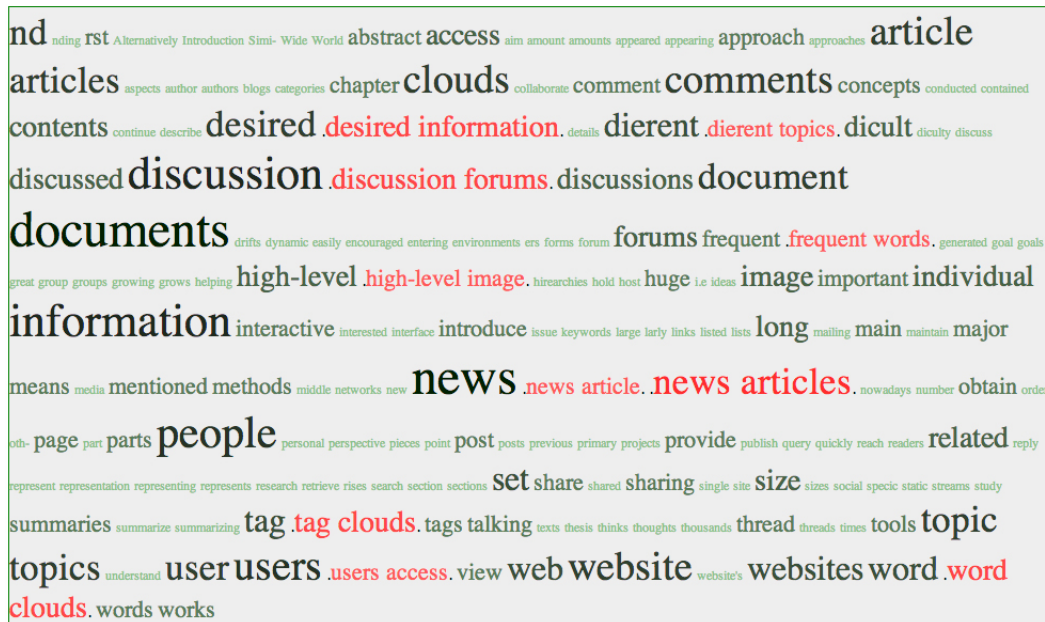 nd nding rst Alternatively Introduction Simi- Wide World abstract access aim amount amounts appeared appearing approach approaches article
articles aspects author authors blogs categories chapter clouds collaborate comment comments concepts conducted contained
contents continue describe desired .desired information. details dierent .dierent topics. dicult diculty discuss
discussed discussion .discussion forums. discussions document
documents drifts dynamic easily encouraged entering environments ers forms forum forums frequent .frequent words. generated goal goals
great group groups growing grows helping high-level .high-level image. hirearchies hold host huge i.e ideas image important individual
information interactive interested interface introduce issue keywords large larly links listed lists long mailing main maintain major
means media mentioned methods middle networks new news .news article. .news articles. nowadays number obtain order
oth- page part parts people personal perspective pieces point post posts previous primary projects provide publish query quickly reach readers related reply
represent representation representing represents research retrieve rises search section sections set share shared sharing single site size sizes social specic static streams study
summaries summarize summarizing tag .tag clouds. tags talking texts thesis thinks thoughts thousands thread threads times tools topic
topics understand user users .users access. view web website website's websites word .word
clouds. words works